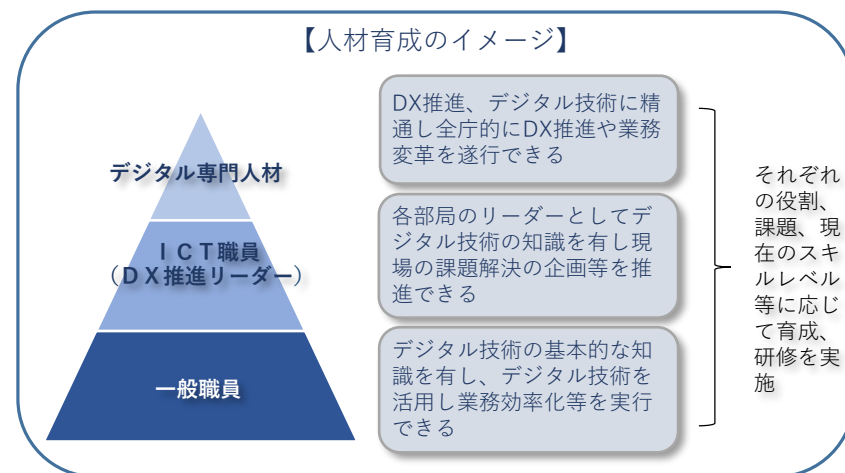 【人材育成のイメージ】
デジタル専門人材
DX推進、デジタル技術に精
通し全庁的にDX推進や業務
変革を遂行できる
ＩＣＴ職員
（ＤＸ推進リーダー）
各部局のリーダーとしてデ
ジタル技術の知識を有し現
場の課題解決の企画等を推
進できる
一般職員
デジタル技術の基本的な知
識を有し、デジタル技術を
活用し業務効率化等を実行
できる
それぞれ
の役割、
課題、現
在のスキ
ルレベル
等に応じ
て育成、
研修を実
施